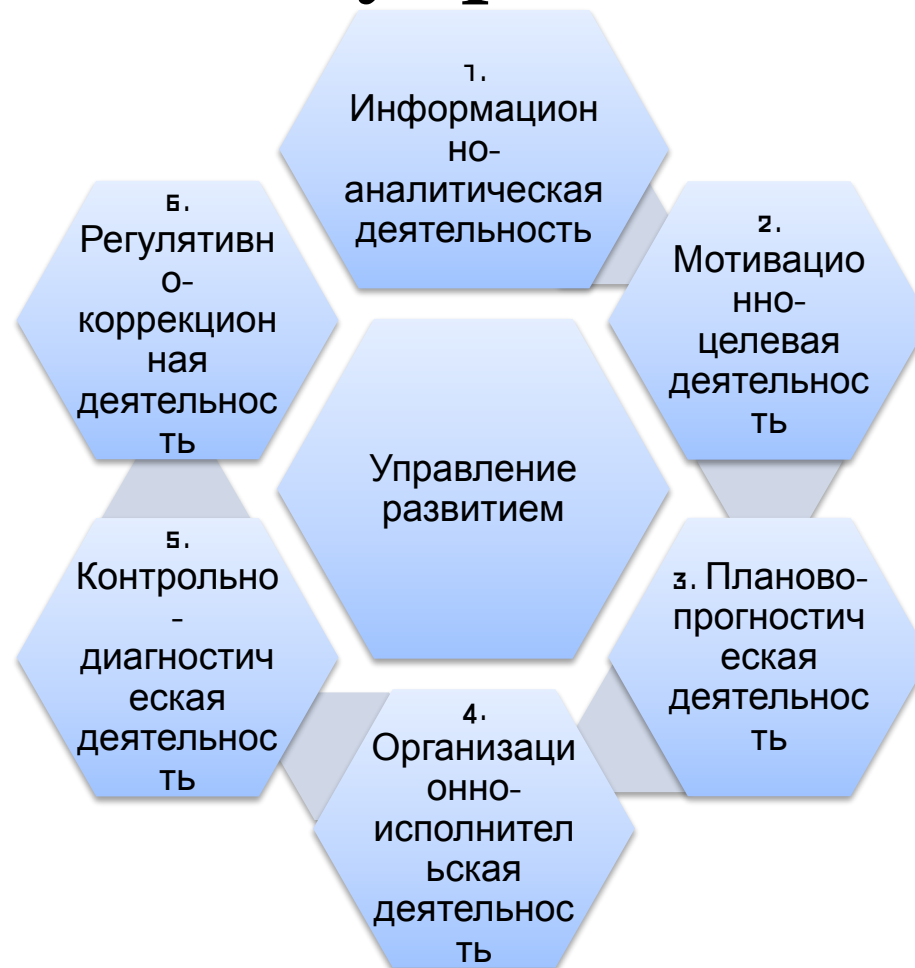 1.
Информацион
но-
аналитическая
деятельность
2.
Мотивацио
нно-
целевая
деятельнос
ть
3. Планово-
прогностич
еская
деятельнос
ть
4.
Организаци
онно-
исполнител
ьская
деятельнос
ть
5.
Контрольно
-
диагностич
еская
деятельнос
ть
6.
Регулятивн
о-
коррекцион
ная
деятельнос
ть
Управление
развитием